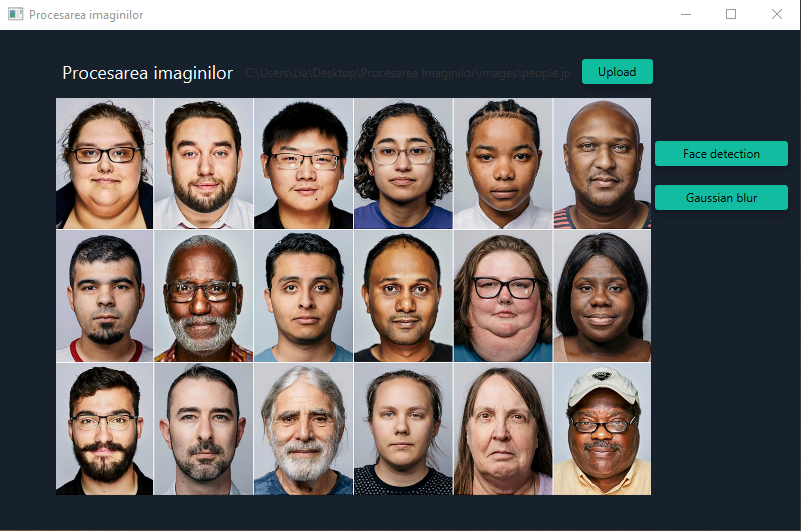 Procesarea imaginilor
Procesarea imaginilor C:\Users\Lia\Desktop\Procesarea Imaginilor\images\people.jp Upload
Face detection
Gaussian blur